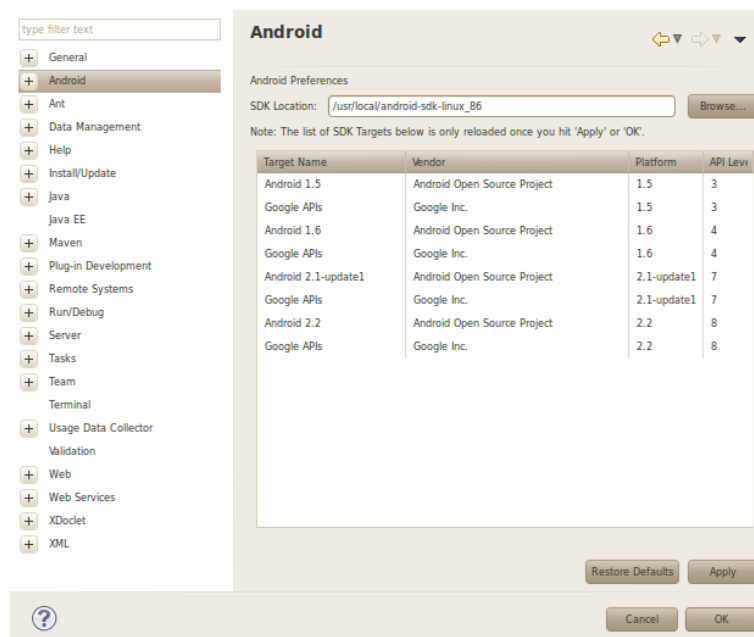 type filter text
General
Android
Ant
Data Management
Help
Install/Update
Java
Java EE
Maven
Plug-in Development
Remote Systems
Run/Debug
Server
Tasks
Team
Terminal
Usage Data Collector
Validation
Web
Web Services
XDoclet
XML
Android
Android Preferences
SDK Location: /usr/local/android-sdk-linux_86 Browse...
Note: The list of SDK Targets below is only reloaded once you hit 'Apply' or 'OK'.
Target Name Vendor Platform API Leve
Android 1.5 Android Open Source Project 1.5 3
Google APIs Google Inc. 1.5 3
Android 1.6 Android Open Source Project 1.6 4
Google APIs Google Inc. 1.6 4
Android 2.1-update1 Android Open Source Project 2.1-update1 7
Google APIs Google Inc. 2.1-update1 7
Android 2.2 Android Open Source Project 2.2 8
Google APIs Google Inc. 2.2 8
Restore Defaults Apply
? Cancel OK